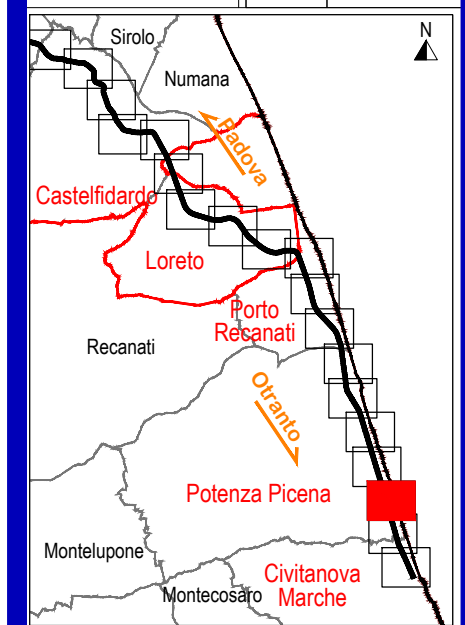 Sirolo
N
Numana
Padova
Castelfidardo
Loreto
Porto
Recanati
Recanati
Otranto
Potenza Picena
Montelupone
Montecosaro
Civitanova
Marche